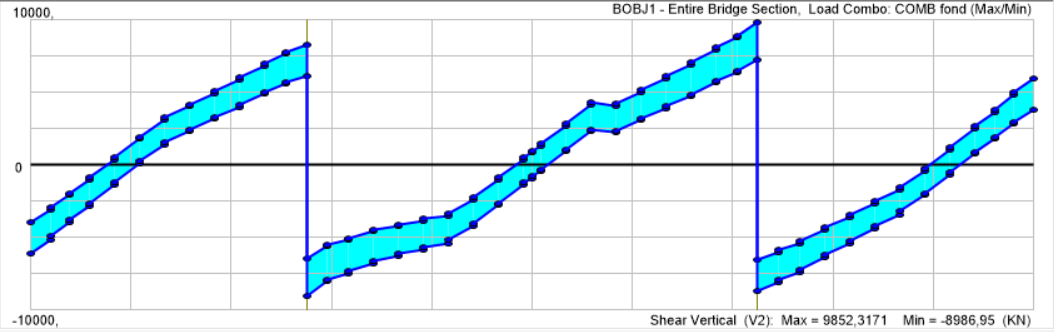 10000,
BOBJ1 - Entire Bridge Section, Load Combo: COMB fond (Max/Min)
0
-10000,
Shear Vertical (V2): Max = 9852,3171 Min = -8986,95 (KN)